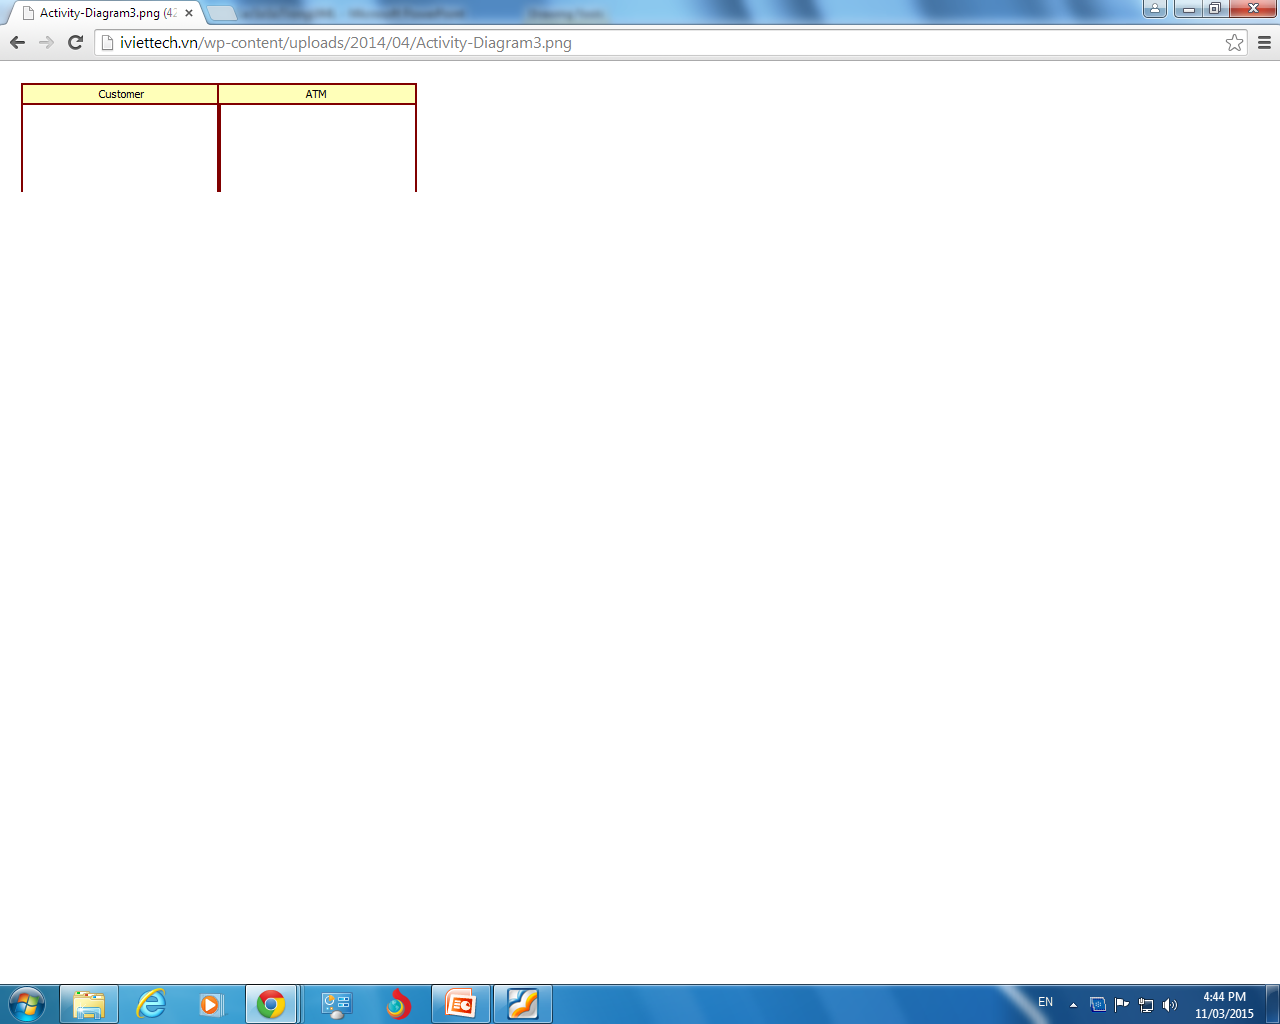 Activity-Diagram3.png (42
iviettech.vn/wp-content/uploads/2014/04/Activity-Diagram3.png
Customer
ATM
EN
4:44 PM
11/03/2015